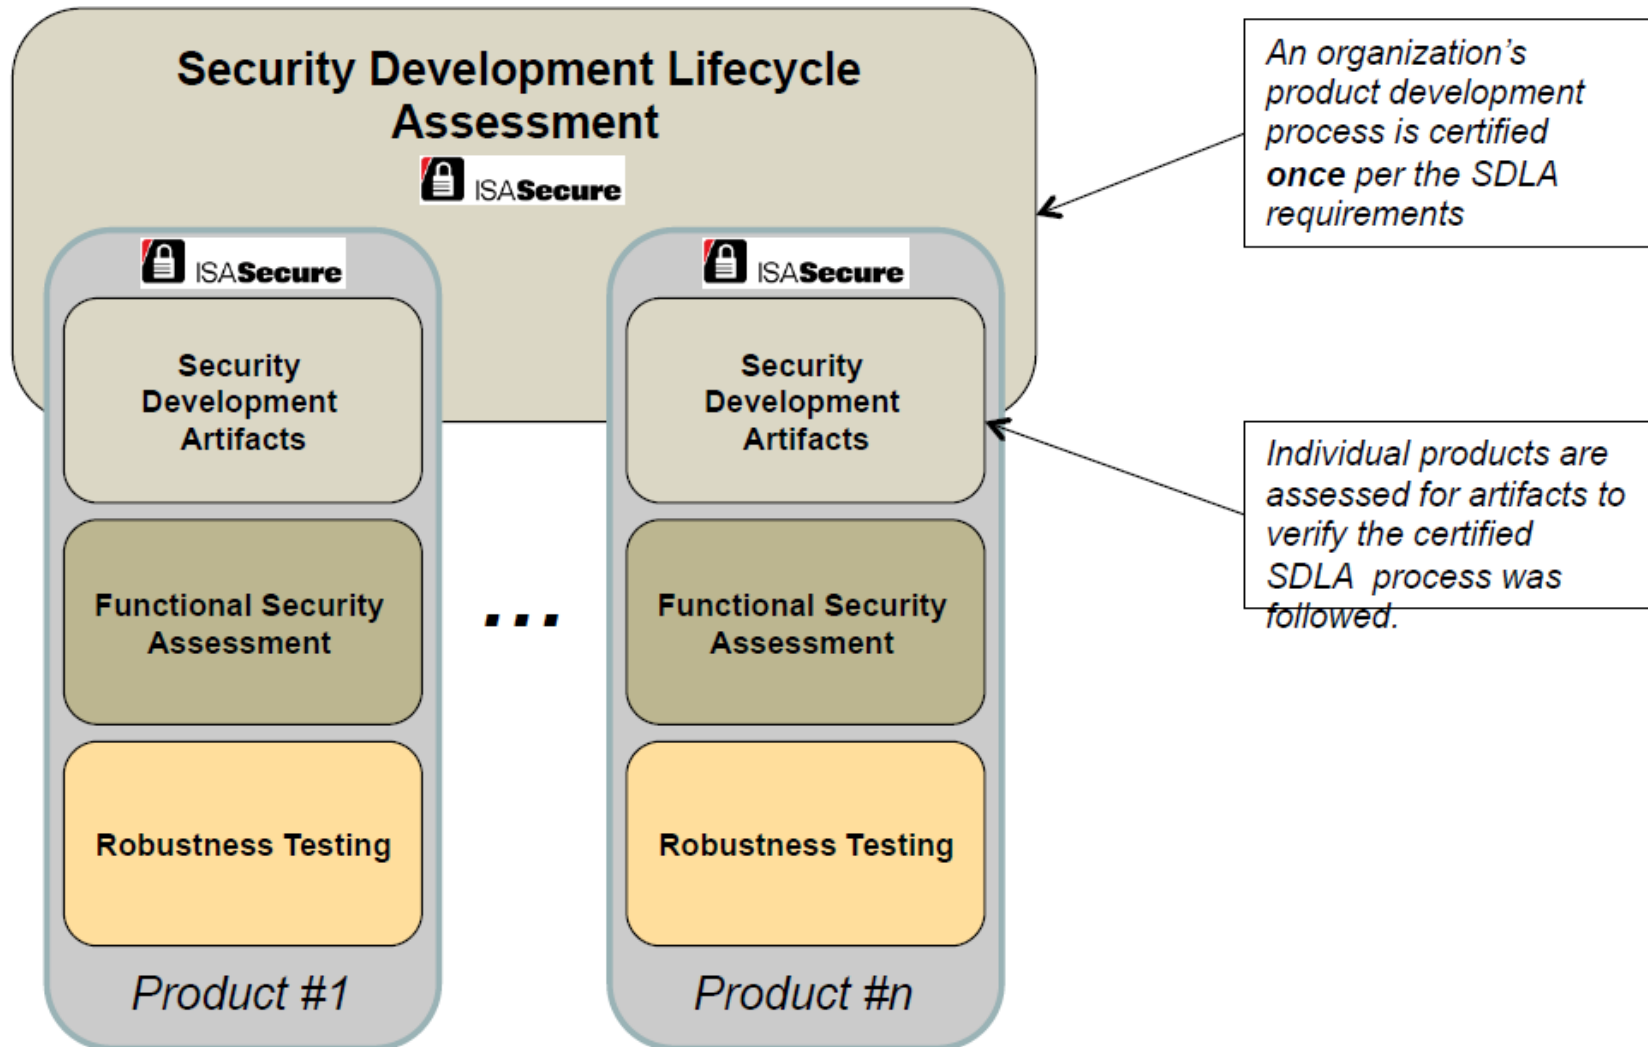 Security Development Lifecycle
Assessment
ISASecure
An organization’s
product development
process is certified
once per the SDLA
requirements
ISASecure
Security
Development
Artifacts
Functional Security
Assessment
Robustness Testing
Product #1
...
ISASecure
Security
Development
Artifacts
Functional Security
Assessment
Robustness Testing
Product #n
Individual products are
assessed for artifacts to
verify the certified
SDLA process was
followed.